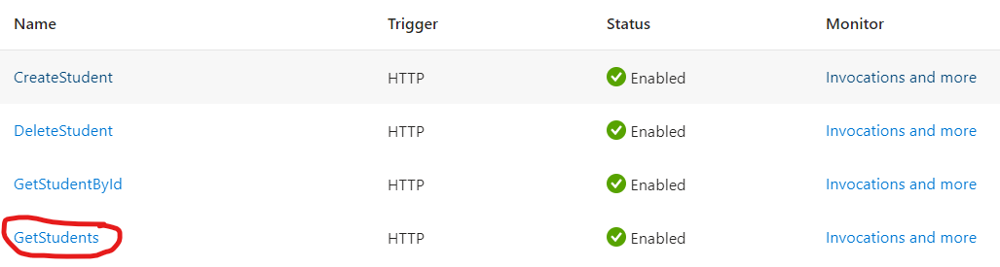 Name Trigger Status Monitor
CreateStudent HTTP Enabled Invocations and more
DeleteStudent HTTP Enabled Invocations and more
GetStudentById HTTP Enabled Invocations and more
GetStudents HTTP Enabled Invocations and more